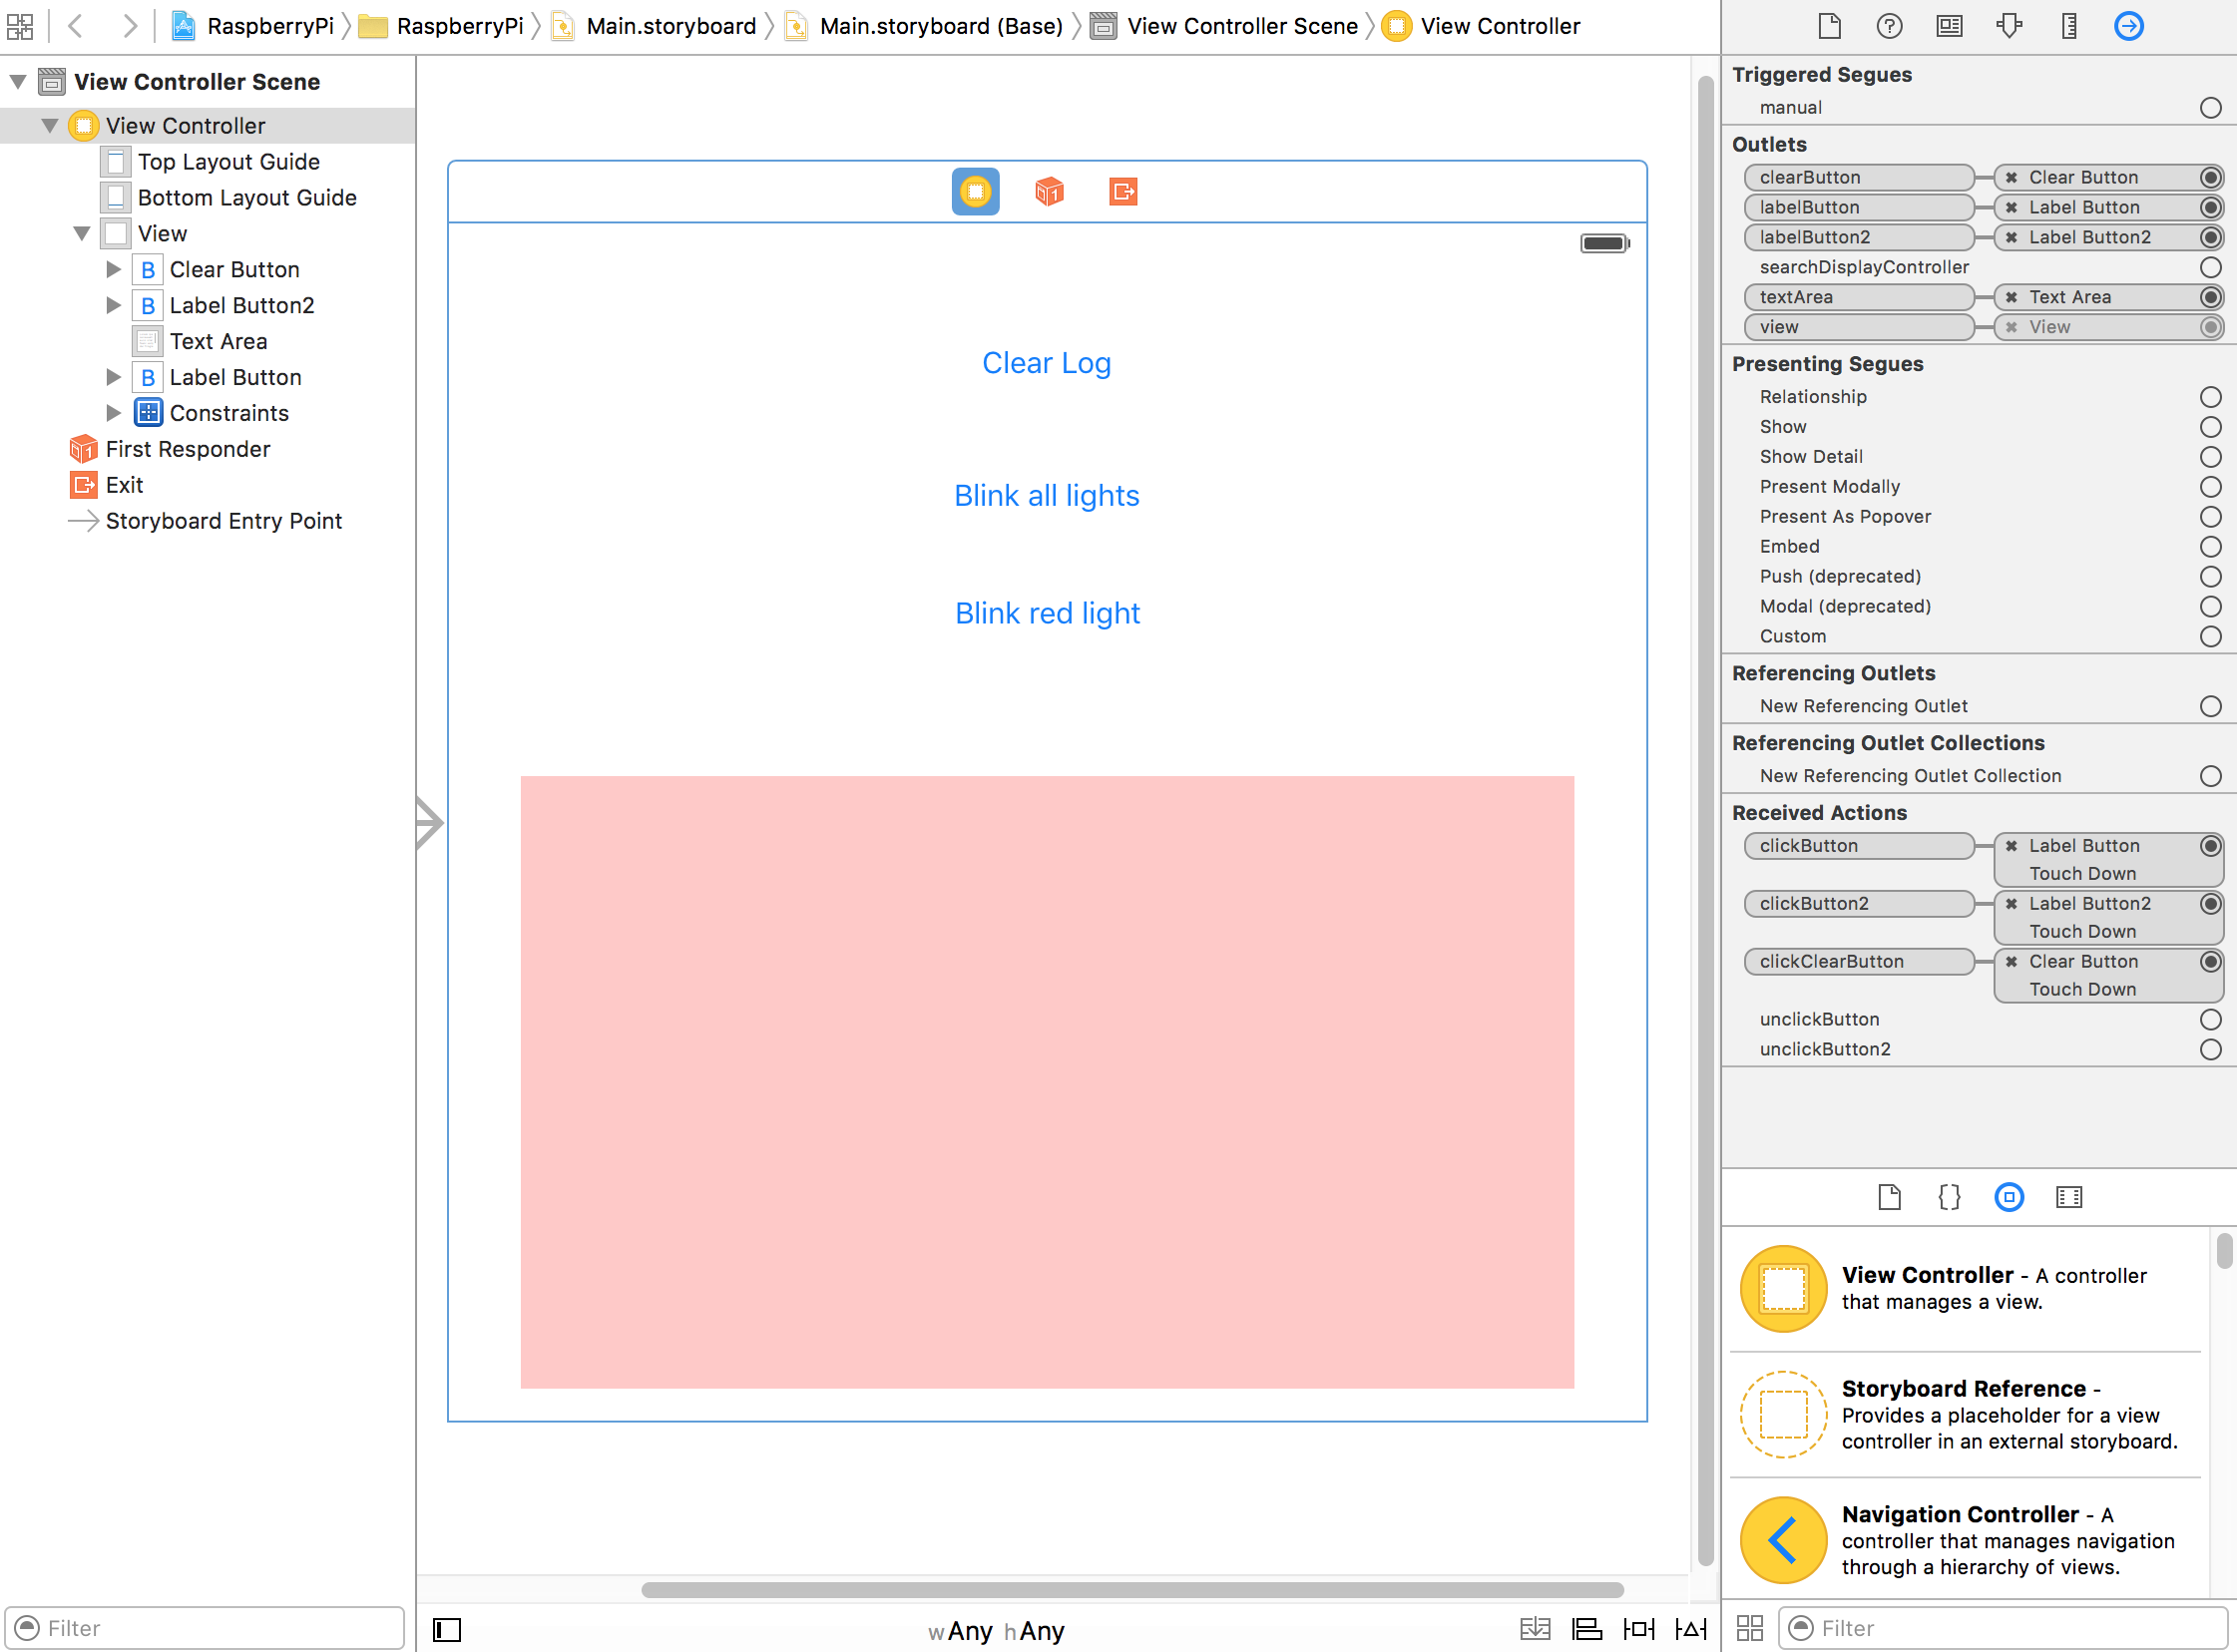 RaspberryPi RaspberryPi Main.storyboard Main.storyboard (Base) View Controller Scene View Controller
View Controller Scene
View Controller
Top Layout Guide
Bottom Layout Guide
View
B Clear Button
B Label Button2
Text Area
B Label Button
Constraints
First Responder
Exit
Storyboard Entry Point
Filter
Clear Log
Blink all lights
Blink red light
wAny hAny
Triggered Segues
manual
Outlets
clearButton Clear Button
labelButton Label Button
labelButton2 Label Button2
searchDisplayController
textArea Text Area
view View
Presenting Segues
Relationship
Show
Show Detail
Present Modally
Present As Popover
Embed
Push (deprecated)
Modal (deprecated)
Custom
Referencing Outlets
New Referencing Outlet
Referencing Outlet Collections
New Referencing Outlet Collection
Received Actions
clickButton Label Button
Touch Down
clickButton2 Label Button2
Touch Down
clickClearButton Clear Button
Touch Down
unclickButton
unclickButton2
{}
View Controller - A controller
that manages a view.
Storyboard Reference -
Provides a placeholder for a view
controller in an external storyboard.
Navigation Controller - A
controller that manages navigation
through a hierarchy of views.
Filter